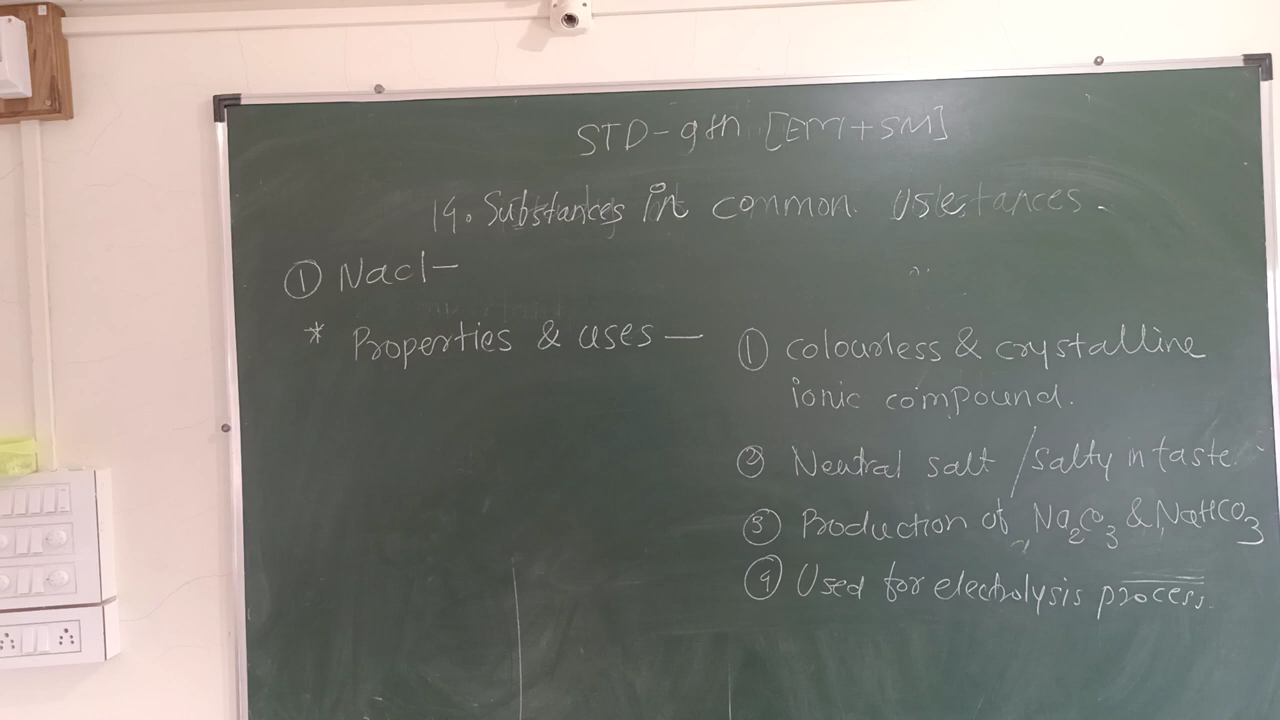 STD-9th [EM+SM]
14. Substances in common Usestances.
① Nacl-
* Properties & uses —
① colourless & crystalline
ionic compound.
② Neutral salt / salty in taste.
③ Production of Na₂CO₃ & NaHCO₃
④ Used for electrolysis process.